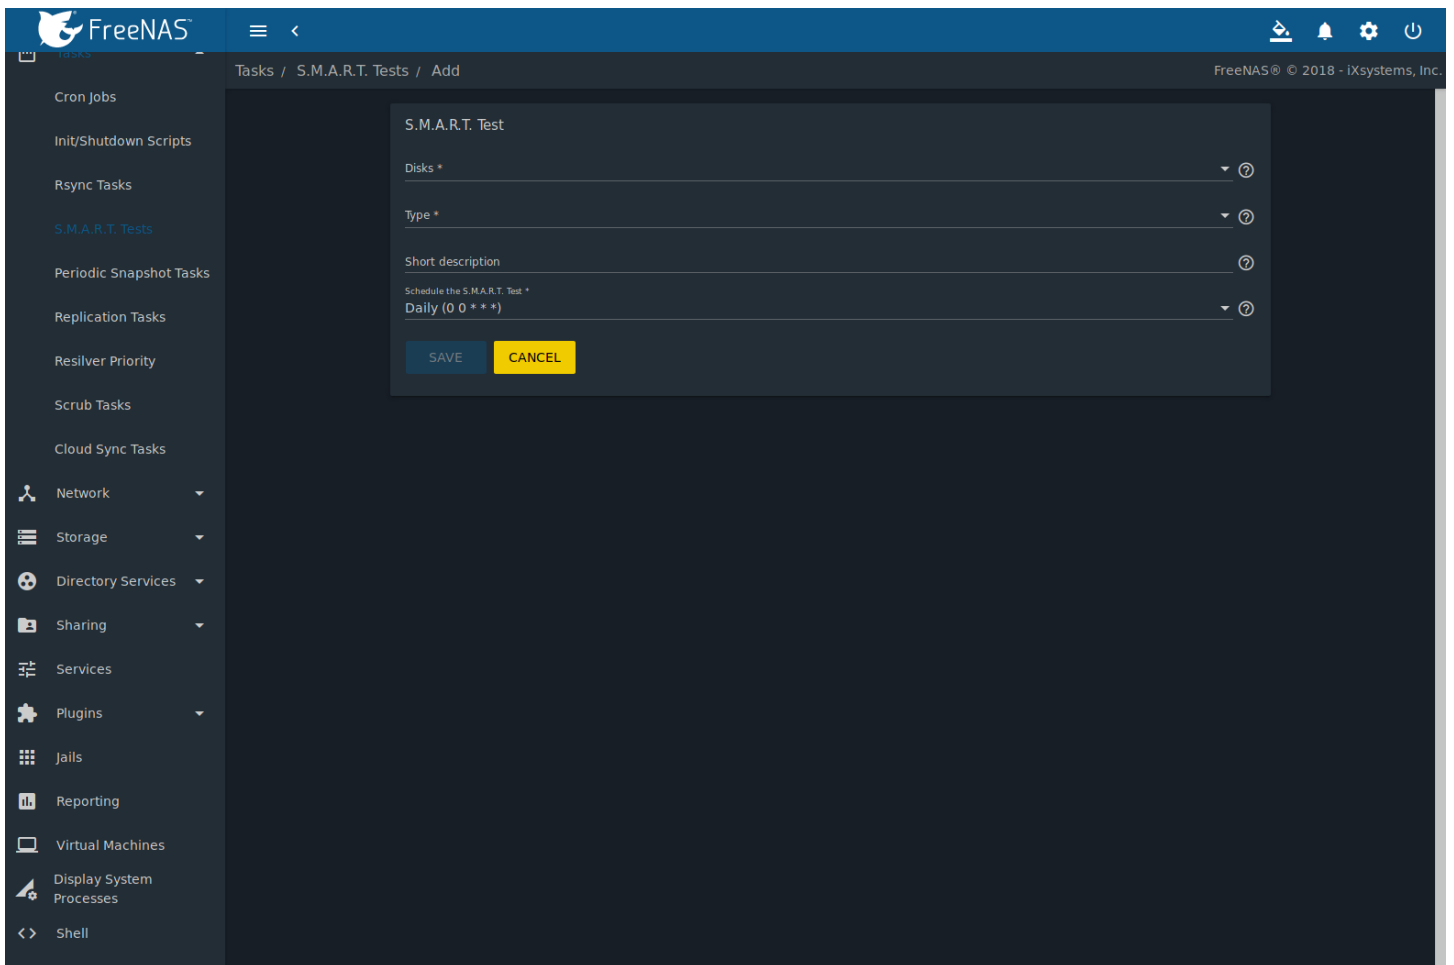 FreeNAS™
Tasks
Cron Jobs
Init/Shutdown Scripts
Rsync Tasks
S.M.A.R.T. Tests
Periodic Snapshot Tasks
Replication Tasks
Resilver Priority
Scrub Tasks
Cloud Sync Tasks
Network
Storage
Directory Services
Sharing
Services
Plugins
Jails
Reporting
Virtual Machines
Display System
Processes
Shell
Tasks / S.M.A.R.T. Tests / Add
FreeNAS® © 2018 - iXsystems, Inc.
S.M.A.R.T. Test
Disks *
Type *
Short description
Schedule the S.M.A.R.T. Test *
Daily (0 0 * * *)
SAVE CANCEL